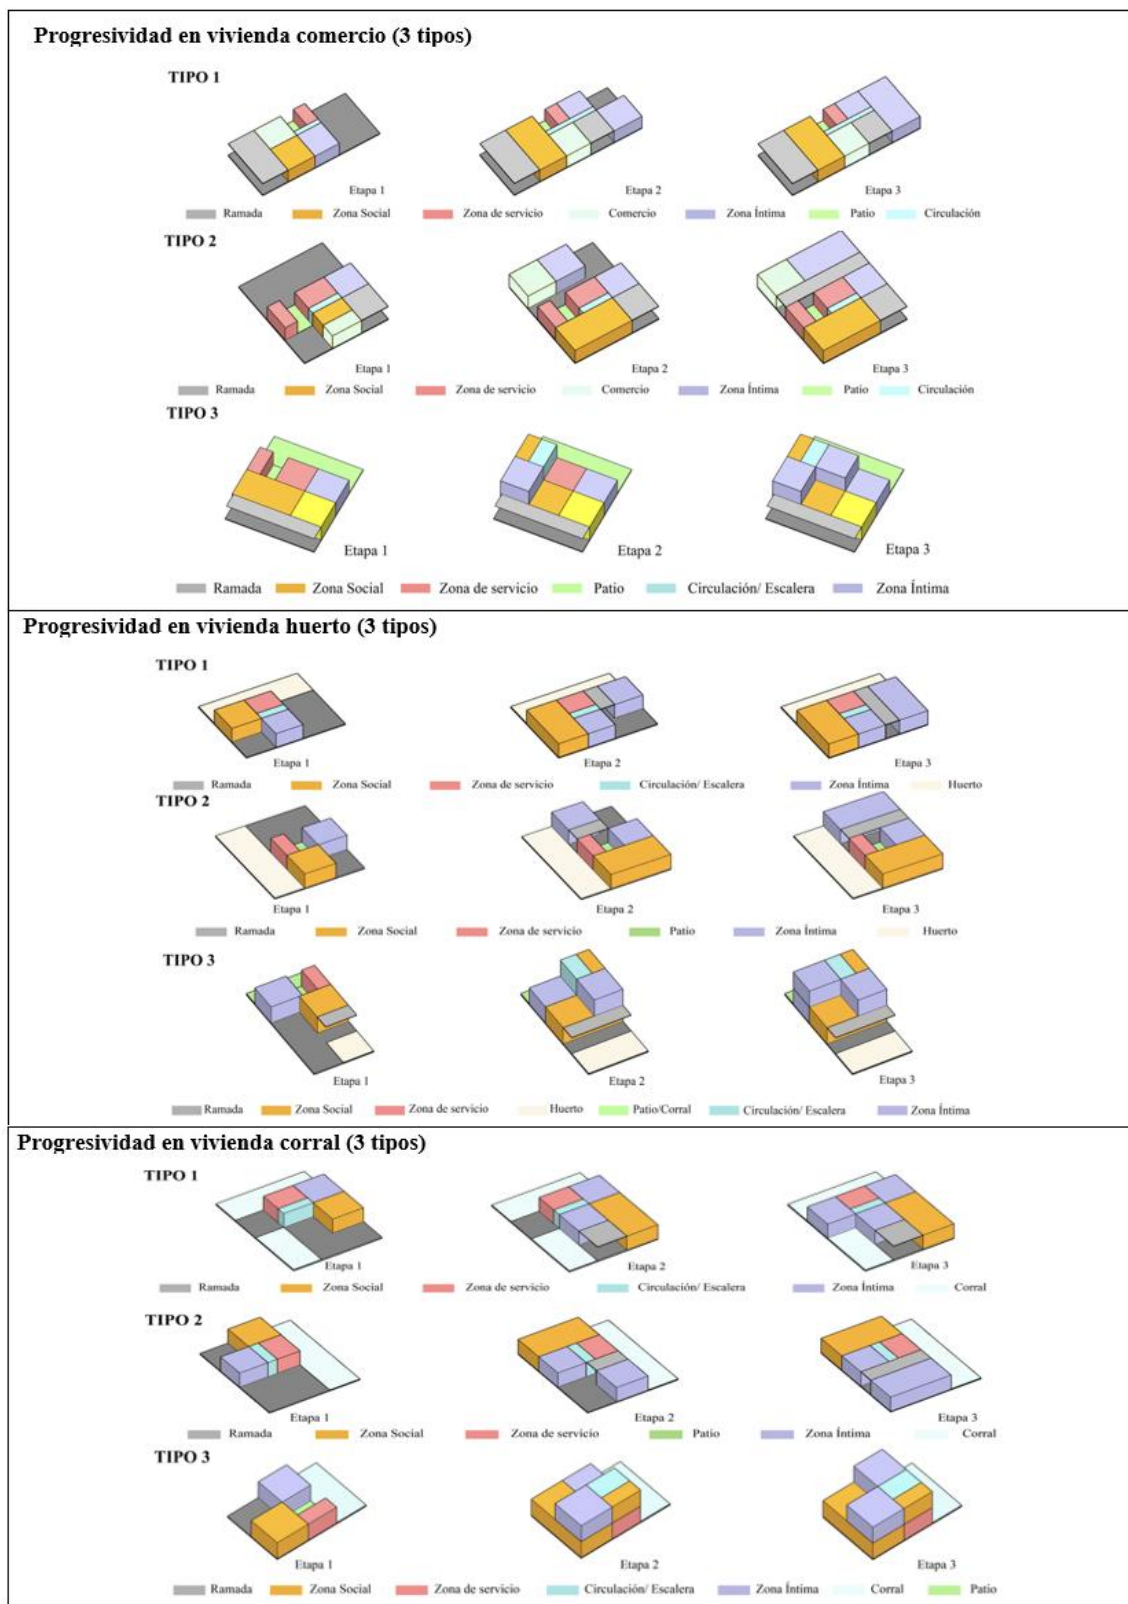 Progresividad en vivienda comercio (3 tipos)
TIPO 1
Etapa 1 Etapa 2 Etapa 3
Ramada Zona Social Zona de servicio Comercio Zona Íntima Patio Circulación
TIPO 2
Etapa 1 Etapa 2 Etapa 3
Ramada Zona Social Zona de servicio Comercio Zona Íntima Patio Circulación
TIPO 3
Etapa 1 Etapa 2 Etapa 3
Ramada Zona Social Zona de servicio Patio Circulación/ Escalera Zona Íntima
Progresividad en vivienda huerto (3 tipos)
TIPO 1
Etapa 1 Etapa 2 Etapa 3
Ramada Zona Social Zona de servicio Circulación/ Escalera Zona Íntima Huerto
TIPO 2
Etapa 1 Etapa 2 Etapa 3
Ramada Zona Social Zona de servicio Patio Zona Íntima Huerto
TIPO 3
Etapa 1 Etapa 2 Etapa 3
Ramada Zona Social Zona de servicio Huerto Patio/Corral Circulación/ Escalera Zona Íntima
Progresividad en vivienda corral (3 tipos)
TIPO 1
Etapa 1 Etapa 2 Etapa 3
Ramada Zona Social Zona de servicio Circulación/ Escalera Zona Íntima Corral
TIPO 2
Etapa 1 Etapa 2 Etapa 3
Ramada Zona Social Zona de servicio Patio Zona Íntima Corral
TIPO 3
Etapa 1 Etapa 2 Etapa 3
Ramada Zona Social Zona de servicio Circulación/ Escalera Zona Íntima Corral Patio